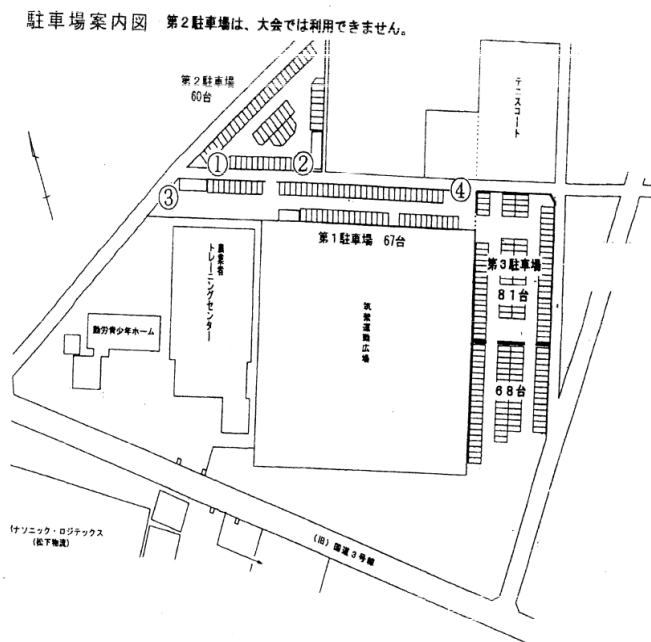 駐車場案内図 第2駐車場は、大会では利用できません。
第2駐車場
60台
テニスコート
①
②
③
④
第1駐車場 67台
第3駐車場
81台
農業者
トレーニングセンター
筑紫運動広場
勤労青少年ホーム
68台
(旧)国道3号線
ナソニック・ロジテックス
(松下物流)